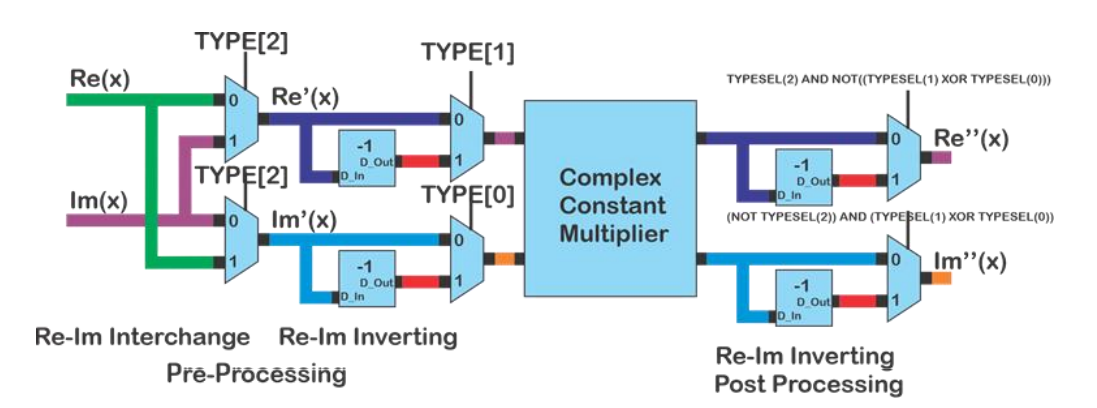 TYPE[2]
TYPE[1]
Re(x)
0
Re'(x)
0
1
-1
D_Out
D_In
1
TYPE[2]
Im(x)
0
Im'(x)
1
TYPE[0]
0
-1
D_Out
D_In
1
Complex
Constant
Multiplier
TYPESEL(2) AND NOT((TYPESEL(1) XOR TYPESEL(0)))
0
Re''(x)
-1
D_Out
D_In
1
(NOT TYPESEL(2)) AND (TYPESEL(1) XOR TYPESEL(0))
0
Im''(x)
-1
D_Out
D_In
1
Re-Im Interchange
Re-Im Inverting
Pre-Processing
Re-Im Inverting
Post Processing